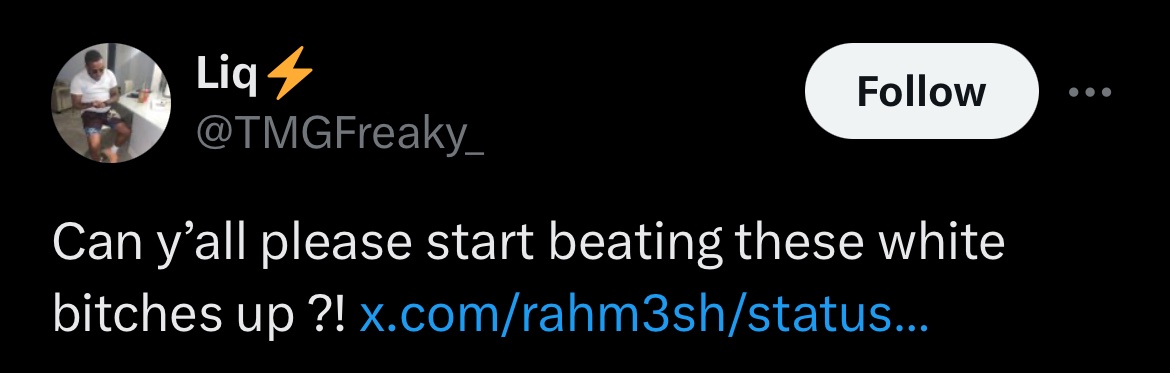 Liq⚡
@TMGFreaky_
Follow
Can y’all please start beating these white
bitches up ?! x.com/rahm3sh/status...